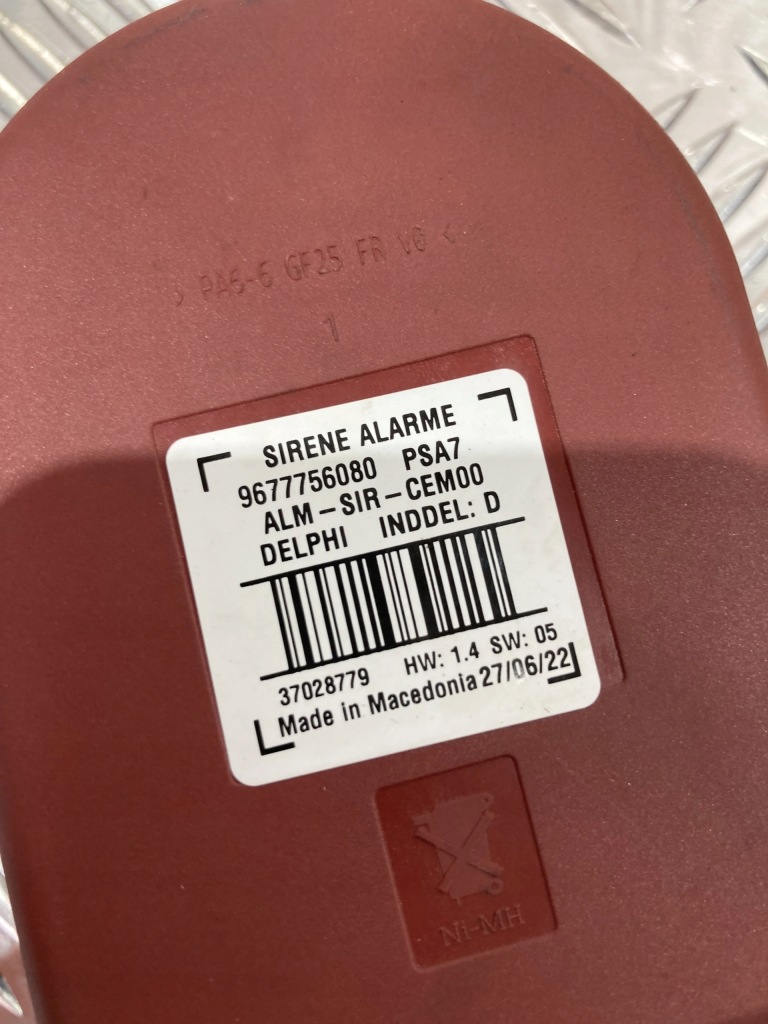 > PA6-6 GF25 FR V0 <
1
SIRENE ALARME
9677756080 PSA7
ALM-SIR-CEM00
DELPHI INDDEL: D
37028779 HW: 1.4 SW: 05
Made in Macedonia 27/06/22
Ni-MH